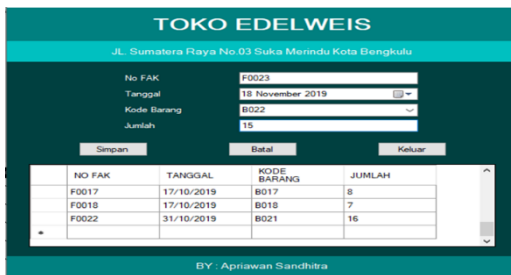 TOKO EDELWEIS
JL. Sumatera Raya No.03 Suka Merindu Kota Bengkulu
No FAK F0023
Tanggal 18 November 2019
Kode Barang B022
Jumlah 15
Simpan Batal Keluar
NO FAK TANGGAL KODE BARANG JUMLAH
F0017 17/10/2019 B017 8
F0018 17/10/2019 B018 7
F0022 31/10/2019 B021 16
*
BY : Apriawan Sandhitra